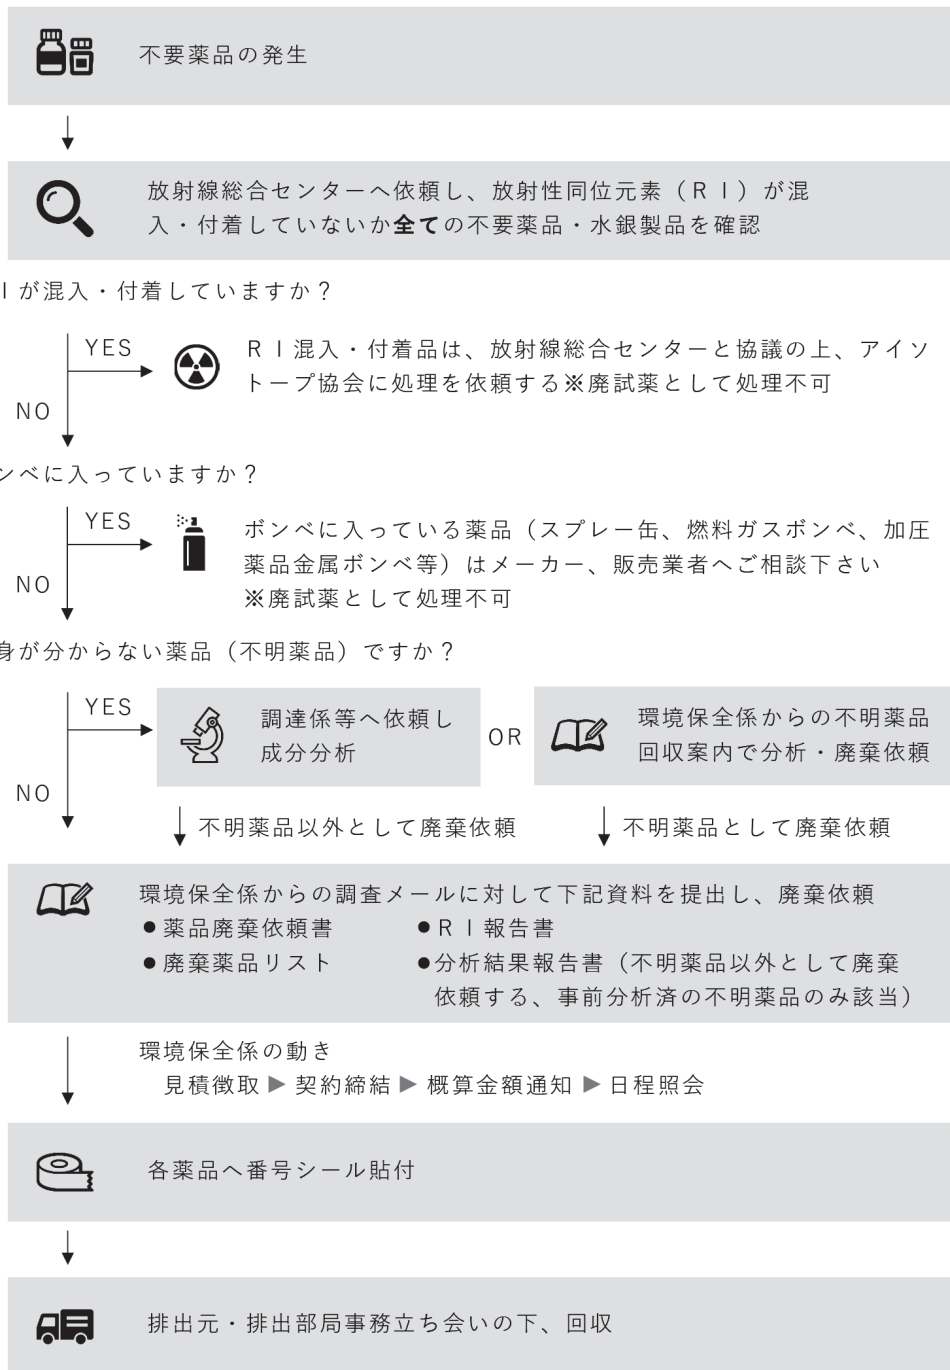 不要薬品の発生
放射線総合センターへ依頼し、放射性同位元素（ＲＩ）が混
入・付着していないか全ての不要薬品・水銀製品を確認
Ｉが混入・付着していますか？
YES
ＲＩ混入・付着品は、放射線総合センターと協議の上、アイソ
トープ協会に処理を依頼する※廃試薬として処理不可
NO
ンベに入っていますか？
YES
ボンベに入っている薬品（スプレー缶、燃料ガスボンベ、加圧
薬品金属ボンベ等）はメーカー、販売業者へご相談下さい
※廃試薬として処理不可
NO
身が分からない薬品（不明薬品）ですか？
YES
調達係等へ依頼し
成分分析
OR
環境保全係からの不明薬品
回収案内で分析・廃棄依頼
NO
不明薬品以外として廃棄依頼
不明薬品として廃棄依頼
環境保全係からの調査メールに対して下記資料を提出し、廃棄依頼
●薬品廃棄依頼書
●ＲＩ報告書
●廃棄薬品リスト
●分析結果報告書（不明薬品以外として廃棄
依頼する、事前分析済の不明薬品のみ該当）
環境保全係の動き
見積徴取▶契約締結▶概算金額通知▶日程照会
各薬品へ番号シール貼付
排出元・排出部局事務立ち会いの下、回収